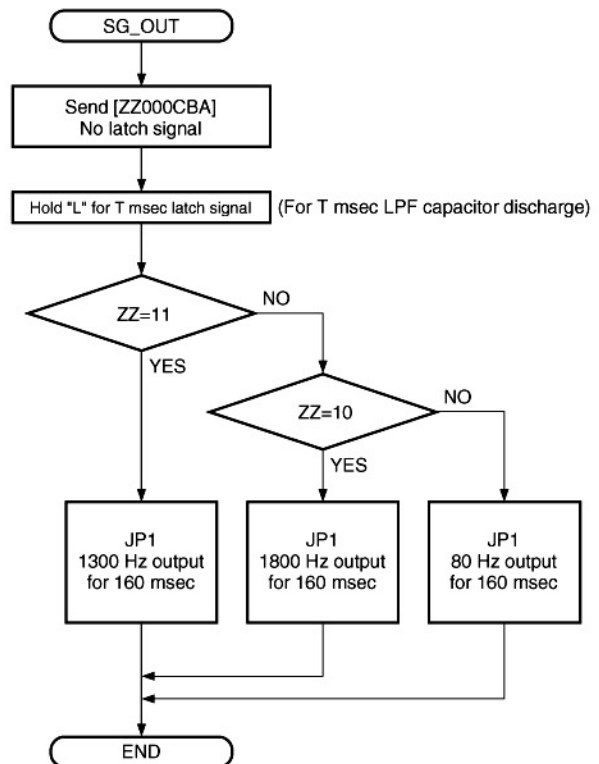 SG_OUT
Send [ZZ000CBA]
No latch signal
Hold "L" for T msec latch signal
(For T msec LPF capacitor discharge)
ZZ=11
NO
YES
ZZ=10
NO
YES
JP1
1300 Hz output
for 160 msec
JP1
1800 Hz output
for 160 msec
JP1
80 Hz output
for 160 msec
END